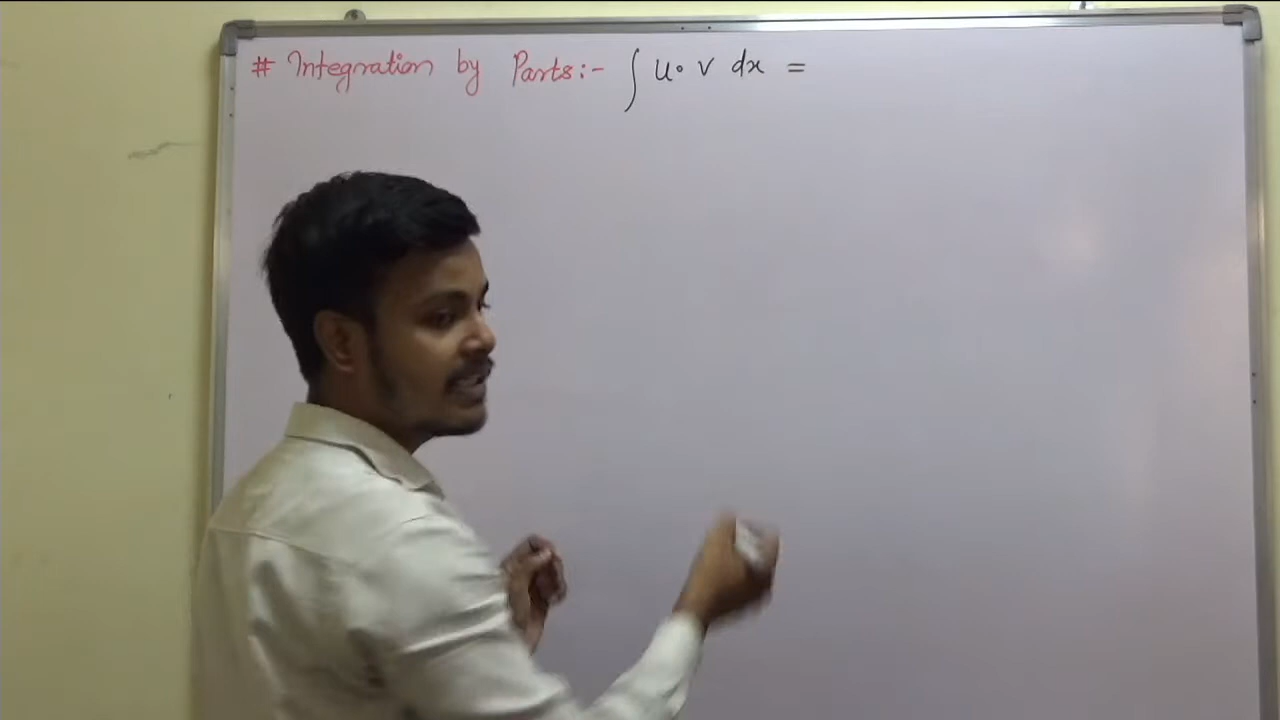 # Integration by Parts:- ∫ u• v dx =